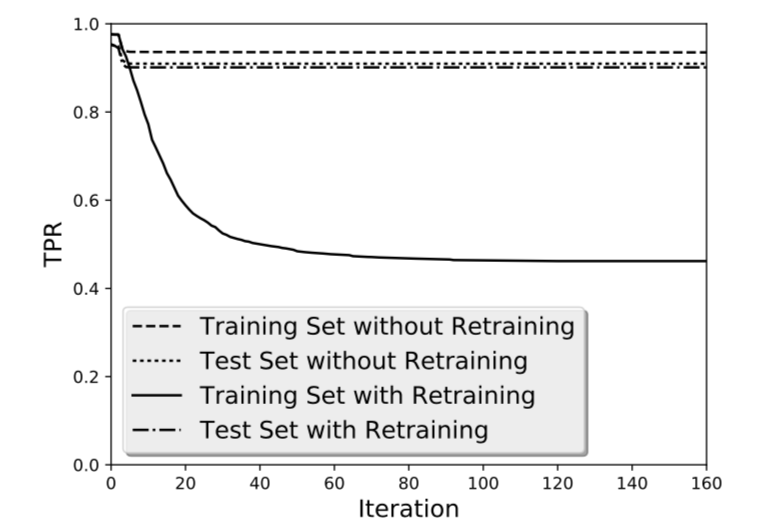 1.0
0.8
0.6
0.4
0.2
0.0
TPR
Training Set without Retraining
Test Set without Retraining
Training Set with Retraining
Test Set with Retraining
0 20 40 60 80 100 120 140 160
Iteration